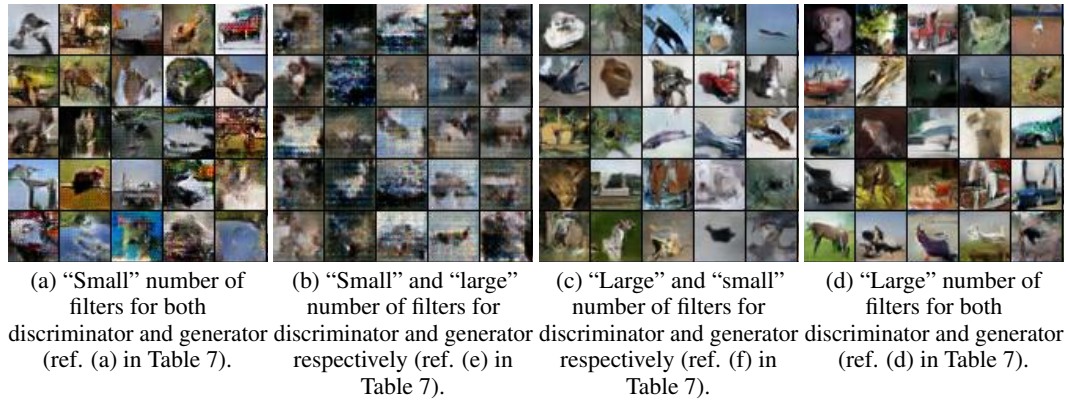 (a) “Small” number of
filters for both
discriminator and generator
(ref. (a) in Table 7).
(b) “Small” and “large”
number of filters for
discriminator and generator
respectively (ref. (e) in
Table 7).
(c) “Large” and “small”
number of filters for
discriminator and generator
respectively (ref. (f) in
Table 7).
(d) “Large” number of
filters for both
discriminator and generator
(ref. (d) in Table 7).